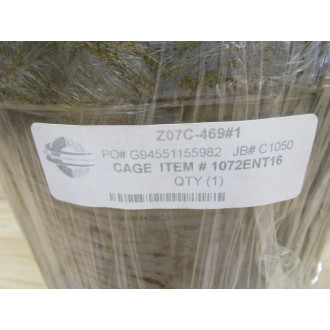 Z07C-469#1
PO# G94551155982 JB# C1050
CAGE ITEM # 1072ENT16
QTY (1)